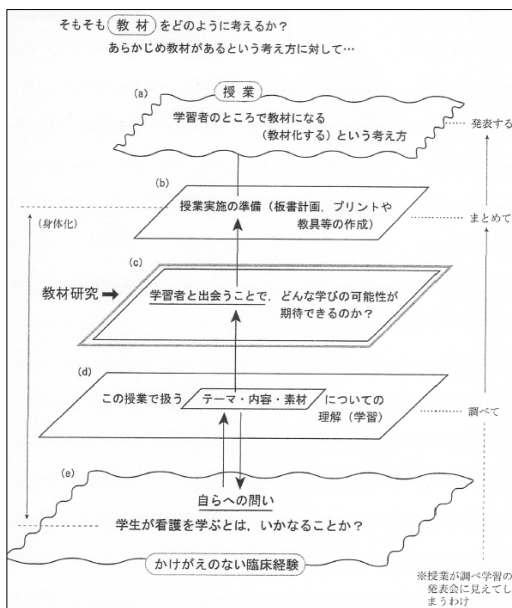 そもそも 教材 をどのように考えるか？
あらかじめ教材があるという考え方に対して…
授業
(a)
学習者のところで教材になる
（教材化する）という考え方
発表する
(b)
授業実施の準備（板書計画，プリントや
教具等の作成）
まとめて
（身体化）
(c)
教材研究 ➡
学習者と出会うことで，どんな学びの可能性が
期待できるのか？
(d)
この授業で扱う テーマ・内容・素材 についての
理解（学習）
調べて
(e)
自らへの問い
学生が看護を学ぶとは，いかなることか？
かけがえのない臨床経験
※授業が調べ学習の
発表会に見えてし
まうわけ